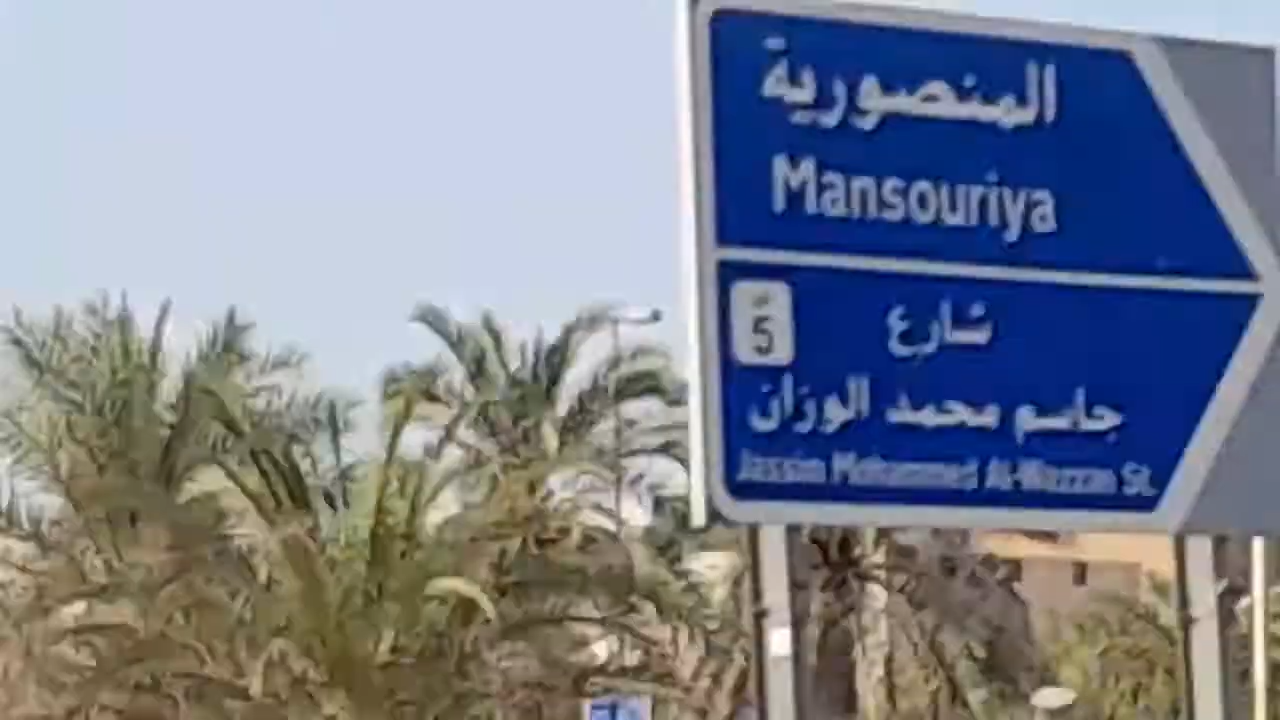 المنصورية
Mansouriya
5
شارع
جاسم محمد الوزان
Jassim Mohammed Al-Wazzan St.